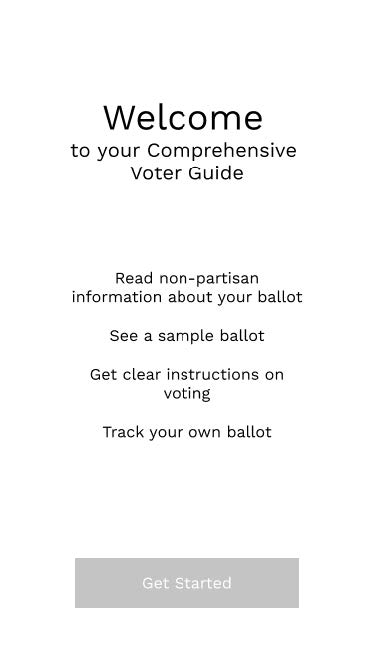 Welcome
to your Comprehensive
Voter Guide
Read non-partisan
information about your ballot
See a sample ballot
Get clear instructions on
voting
Track your own ballot
Get Started